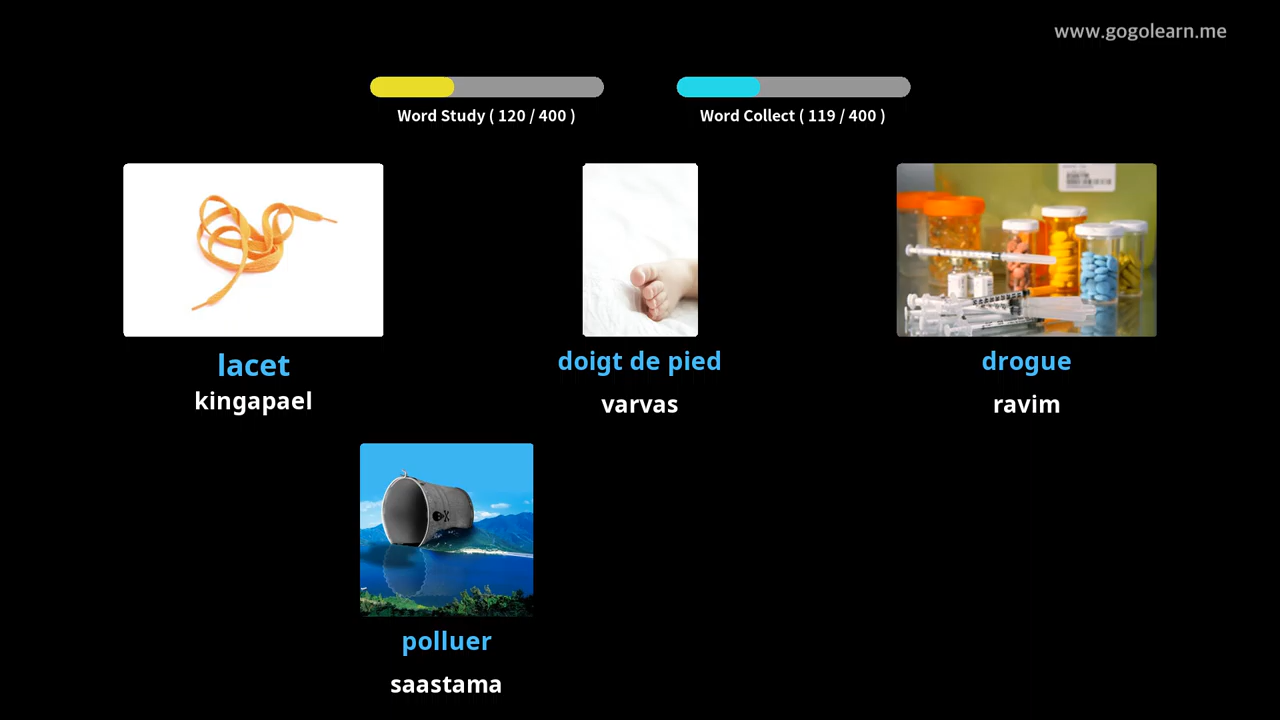 www.gogolearn.me
Word Study ( 120 / 400 )
Word Collect ( 119 / 400 )
lacet
kingapael
doigt de pied
varvas
drogue
ravim
polluer
saastama